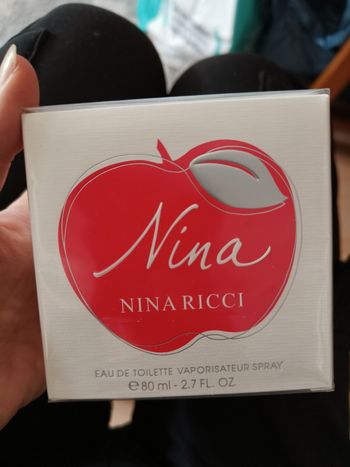 Nina
NINA RICCI
EAU DE TOILETTE VAPORISATEUR SPRAY
℮ 80 ml - 2.7 FL. OZ